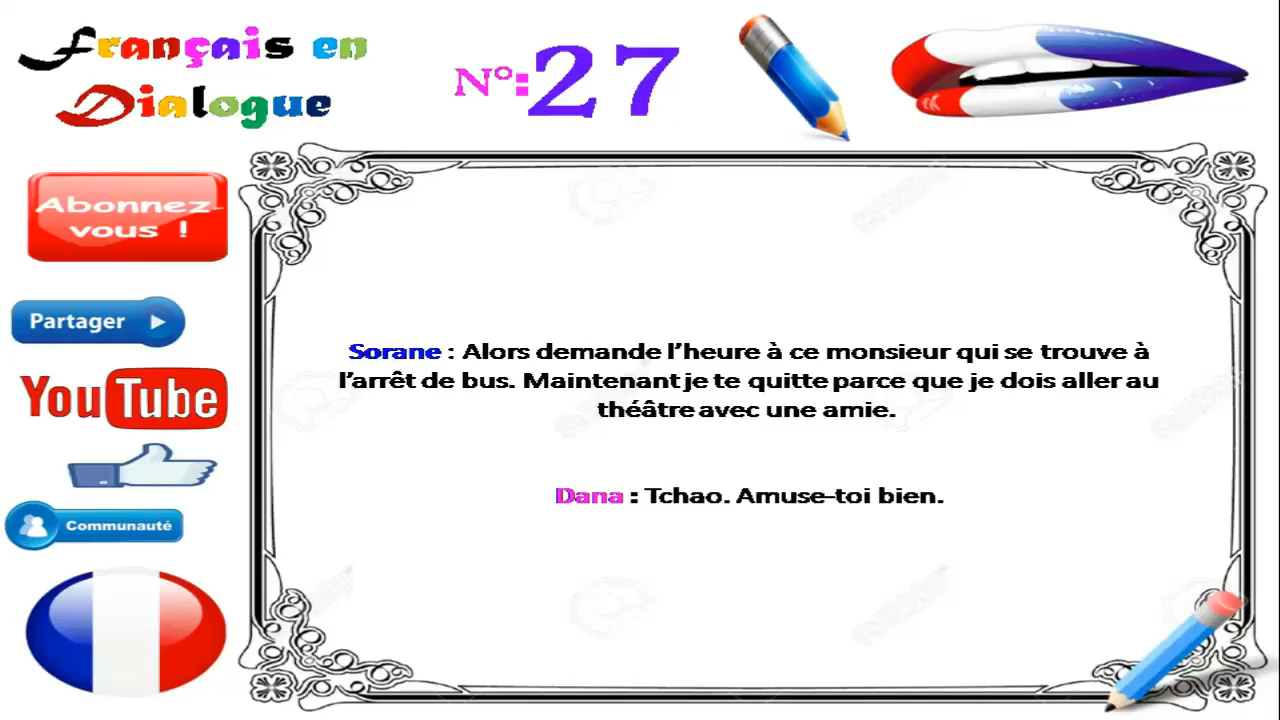 Français en
Dialogue
N°:27
Abonnez-
vous !
Partager
YouTube
Communauté
Sorane : Alors demande l’heure à ce monsieur qui se trouve à
l’arrêt de bus. Maintenant je te quitte parce que je dois aller au
théâtre avec une amie.
Dana : Tchao. Amuse-toi bien.